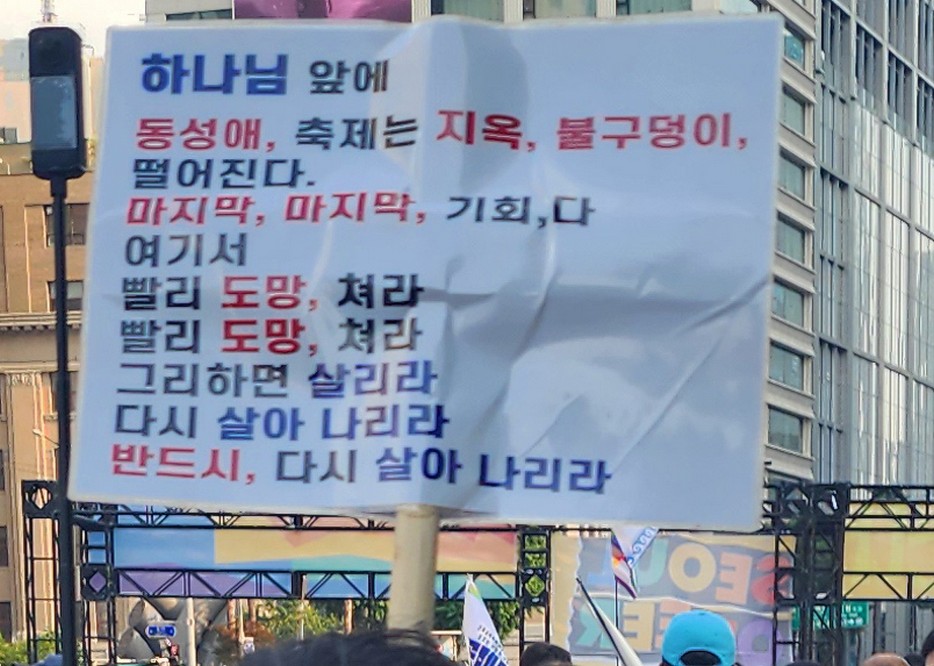 하나님 앞에
동성애, 축제는 지옥, 불구덩이,
떨어진다.
마지막, 마지막, 기회,다
여기서
빨리 도망, 쳐라
빨리 도망, 쳐라
그리하면 살리라
다시 살아 나리라
반드시, 다시 살아 나리라
SEOUL